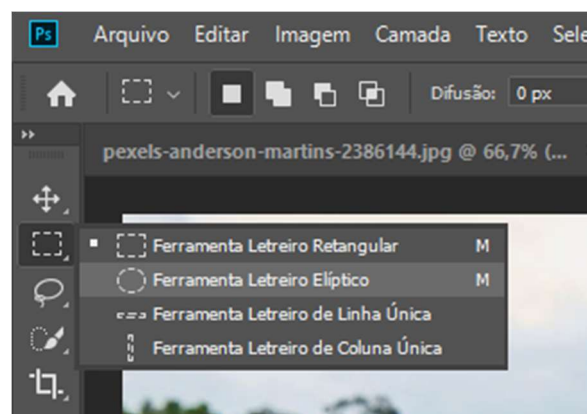 Ps Arquivo Editar Imagem Camada Texto Sele
Difusão: 0 px
pexels-anderson-martins-2386144.jpg @ 66,7% (...
Ferramenta Letreiro Retangular M
Ferramenta Letreiro Elíptico M
Ferramenta Letreiro de Linha Única
Ferramenta Letreiro de Coluna Única